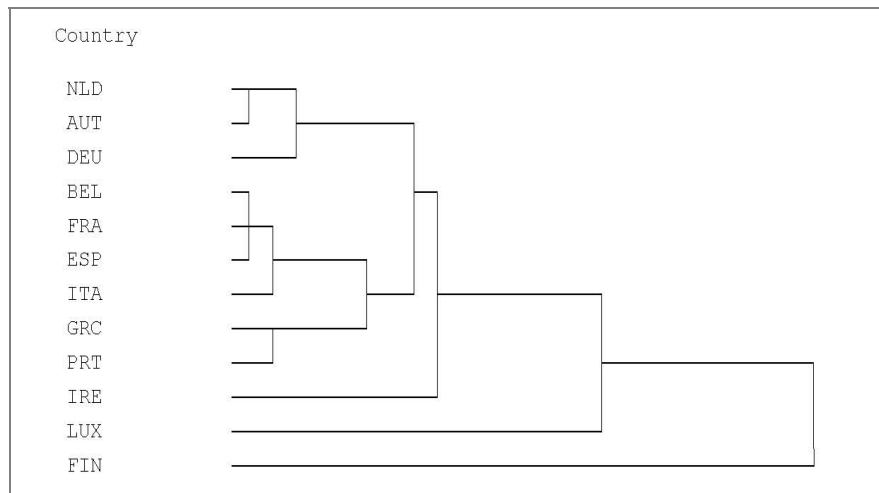 Country
NLD
AUT
DEU
BEL
FRA
ESP
ITA
GRC
PRT
IRE
LUX
FIN